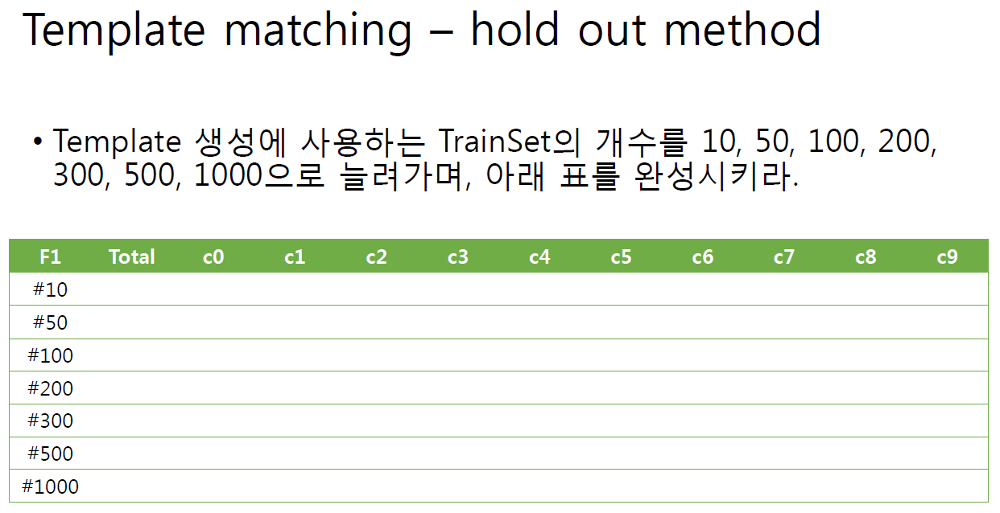 Template matching – hold out method
• Template 생성에 사용하는 TrainSet의 개수를 10, 50, 100, 200,
300, 500, 1000으로 늘려가며, 아래 표를 완성시키라.
F1 Total c0 c1 c2 c3 c4 c5 c6 c7 c8 c9
#10
#50
#100
#200
#300
#500
#1000